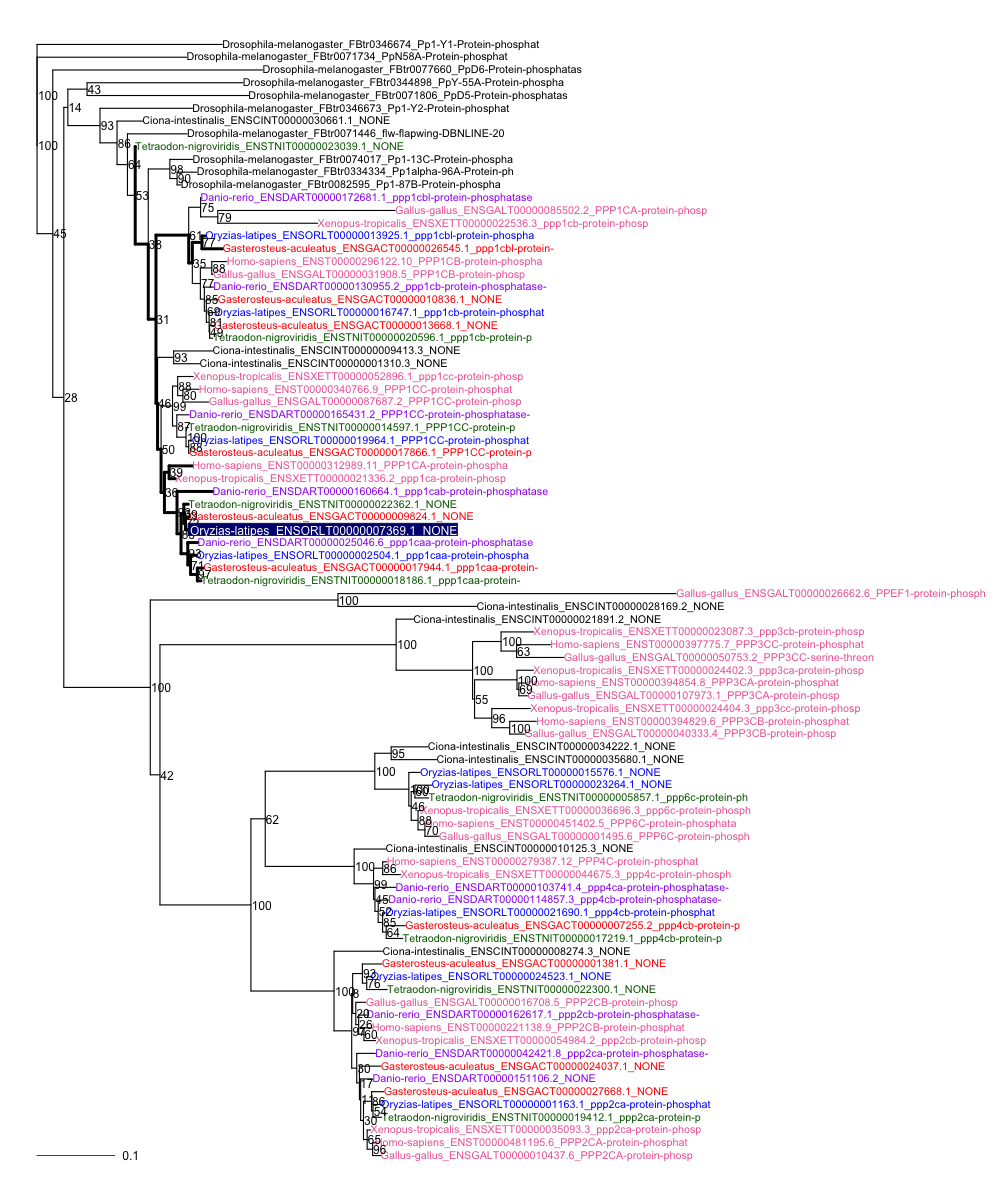 Drosophila-melanogaster_FBtr0346674_Pp1-Y1-Protein-phosphat
Drosophila-melanogaster_FBtr0071734_PpN58A-Protein-phosphat
Drosophila-melanogaster_FBtr0077660_PpD6-Protein-phosphatas
Drosophila-melanogaster_FBtr0344898_PpY-55A-Protein-phospha
43
100
Drosophila-melanogaster_FBtr0071806_PpD5-Protein-phosphatas
14
Drosophila-melanogaster_FBtr0346673_Pp1-Y2-Protein-phosphat
93
Ciona-intestinalis_ENSCINT00000030661.1_NONE
Drosophila-melanogaster_FBtr0071446_flw-flapwing-DBNLINE-20
86
100
Tetraodon-nigroviridis_ENSTNIT00000023039.1_NONE
64
Drosophila-melanogaster_FBtr0074017_Pp1-13C-Protein-phospha
98
Drosophila-melanogaster_FBtr0334334_Pp1alpha-96A-Protein-ph
90
Drosophila-melanogaster_FBtr0082595_Pp1-87B-Protein-phospha
53
Danio-rerio_ENSDART00000172681.1_ppp1cbl-protein-phosphatase
75
Gallus-gallus_ENSGALT00000085502.2_PPP1CA-protein-phosp
79
Xenopus-tropicalis_ENSXETT00000022536.3_ppp1cb-protein-phosp
45
61
Oryzias-latipes_ENSORLT00000013925.1_ppp1cbl-protein-phospha
77
38
Gasterosteus-aculeatus_ENSGACT00000026545.1_ppp1cbl-protein-
Homo-sapiens_ENST00000296122.10_PPP1CB-protein-phospha
35
88
Gallus-gallus_ENSGALT00000031908.5_PPP1CB-protein-phosp
77
Danio-rerio_ENSDART00000130955.2_ppp1cb-protein-phosphatase-
85
Gasterosteus-aculeatus_ENSGACT00000010836.1_NONE
Oryzias-latipes_ENSORLT00000016747.1_ppp1cb-protein-phosphat
31
81
Gasterosteus-aculeatus_ENSGACT00000013668.1_NONE
49
Tetraodon-nigroviridis_ENSTNIT00000020596.1_ppp1cb-protein-p
Ciona-intestinalis_ENSCINT00000009413.3_NONE
93
Ciona-intestinalis_ENSCINT00000001310.3_NONE
Xenopus-tropicalis_ENSXETT00000052896.1_ppp1cc-protein-phosp
88
Homo-sapiens_ENST00000340766.9_PPP1CC-protein-phosphat
80
28
Gallus-gallus_ENSGALT00000087687.2_PPP1CC-protein-phosp
46
99
Danio-rerio_ENSDART00000165431.2_PPP1CC-protein-phosphatase-
87
Tetraodon-nigroviridis_ENSTNIT00000014597.1_PPP1CC-protein-p
100
Oryzias-latipes_ENSORLT00000019964.1_PPP1CC-protein-phosphat
88
50
Gasterosteus-aculeatus_ENSGACT00000017866.1_PPP1CC-protein-p
Homo-sapiens_ENST00000312989.11_PPP1CA-protein-phospha
39
Xenopus-tropicalis_ENSXETT00000021336.2_ppp1ca-protein-phosp
36
Danio-rerio_ENSDART00000160664.1_ppp1cab-protein-phosphatase
Tetraodon-nigroviridis_ENSTNIT00000022362.1_NONE
Gasterosteus-aculeatus_ENSGACT00000009824.1_NONE
Oryzias-latipes_ENSORLT00000007369.1_NONE
Danio-rerio_ENSDART00000025046.6_ppp1caa-protein-phosphatase
93
Oryzias-latipes_ENSORLT00000002504.1_ppp1caa-protein-phospha
71
Gasterosteus-aculeatus_ENSGACT00000017944.1_ppp1caa-protein-
97
Tetraodon-nigroviridis_ENSTNIT00000018186.1_ppp1caa-protein-
Gallus-gallus_ENSGALT00000026662.6_PPEF1-protein-phosph
100
Ciona-intestinalis_ENSCINT00000028169.2_NONE
Ciona-intestinalis_ENSCINT00000021891.2_NONE
Xenopus-tropicalis_ENSXETT00000023087.3_ppp3cb-protein-phosp
100
100
Homo-sapiens_ENST00000397775.7_PPP3CC-protein-phosphat
63
Gallus-gallus_ENSGALT00000050753.2_PPP3CC-serine-threon
100
Xenopus-tropicalis_ENSXETT00000024402.3_ppp3ca-protein-phosp
100
Homo-sapiens_ENST00000394854.8_PPP3CA-protein-phosphat
100
69
Gallus-gallus_ENSGALT00000107973.1_PPP3CA-protein-phosp
55
Xenopus-tropicalis_ENSXETT00000024404.3_ppp3cc-protein-phosp
96
Homo-sapiens_ENST00000394829.6_PPP3CB-protein-phosphat
100
Gallus-gallus_ENSGALT00000040333.4_PPP3CB-protein-phosp
Ciona-intestinalis_ENSCINT00000034222.1_NONE
95
Ciona-intestinalis_ENSCINT00000035680.1_NONE
100
42
Oryzias-latipes_ENSORLT00000015576.1_NONE
Oryzias-latipes_ENSORLT00000023264.1_NONE
Tetraodon-nigroviridis_ENSTNIT00000005857.1_ppp6c-protein-ph
46
Xenopus-tropicalis_ENSXETT00000036696.3_ppp6c-protein-phosph
62
88
Homo-sapiens_ENST00000451402.5_PPP6C-protein-phosphata
70
Gallus-gallus_ENSGALT00000001495.6_PPP6C-protein-phosph
Ciona-intestinalis_ENSCINT00000010125.3_NONE
Homo-sapiens_ENST00000279387.12_PPP4C-protein-phosphat
100
86
Xenopus-tropicalis_ENSXETT00000044675.3_ppp4c-protein-phosph
99
Danio-rerio_ENSDART00000103741.4_ppp4ca-protein-phosphatase-
45
Danio-rerio_ENSDART00000114857.3_ppp4cb-protein-phosphatase-
100
52
Oryzias-latipes_ENSORLT00000021690.1_ppp4cb-protein-phosphat
85
Gasterosteus-aculeatus_ENSGACT00000007255.2_ppp4cb-protein-p
64
Tetraodon-nigroviridis_ENSTNIT00000017219.1_ppp4cb-protein-p
Ciona-intestinalis_ENSCINT00000008274.3_NONE
Gasterosteus-aculeatus_ENSGACT00000001381.1_NONE
93
Oryzias-latipes_ENSORLT00000024523.1_NONE
76
Tetraodon-nigroviridis_ENSTNIT00000022300.1_NONE
100
8
Gallus-gallus_ENSGALT00000016708.5_PPP2CB-protein-phosp
20
Danio-rerio_ENSDART00000162617.1_ppp2cb-protein-phosphatase-
26
Homo-sapiens_ENST00000221138.9_PPP2CB-protein-phosphat
60
Xenopus-tropicalis_ENSXETT00000054984.2_ppp2cb-protein-phosp
Danio-rerio_ENSDART00000042421.8_ppp2ca-protein-phosphatase-
30
Gasterosteus-aculeatus_ENSGACT00000024037.1_NONE
Danio-rerio_ENSDART00000151106.2_NONE
17
Gasterosteus-aculeatus_ENSGACT00000027668.1_NONE
86
Oryzias-latipes_ENSORLT00000001163.1_ppp2ca-protein-phosphat
54
Tetraodon-nigroviridis_ENSTNIT00000019412.1_ppp2ca-protein-p
30
Xenopus-tropicalis_ENSXETT00000035093.3_ppp2ca-protein-phosp
65
Homo-sapiens_ENST00000481195.6_PPP2CA-protein-phosphat
96
Gallus-gallus_ENSGALT00000010437.6_PPP2CA-protein-phosp
0.1